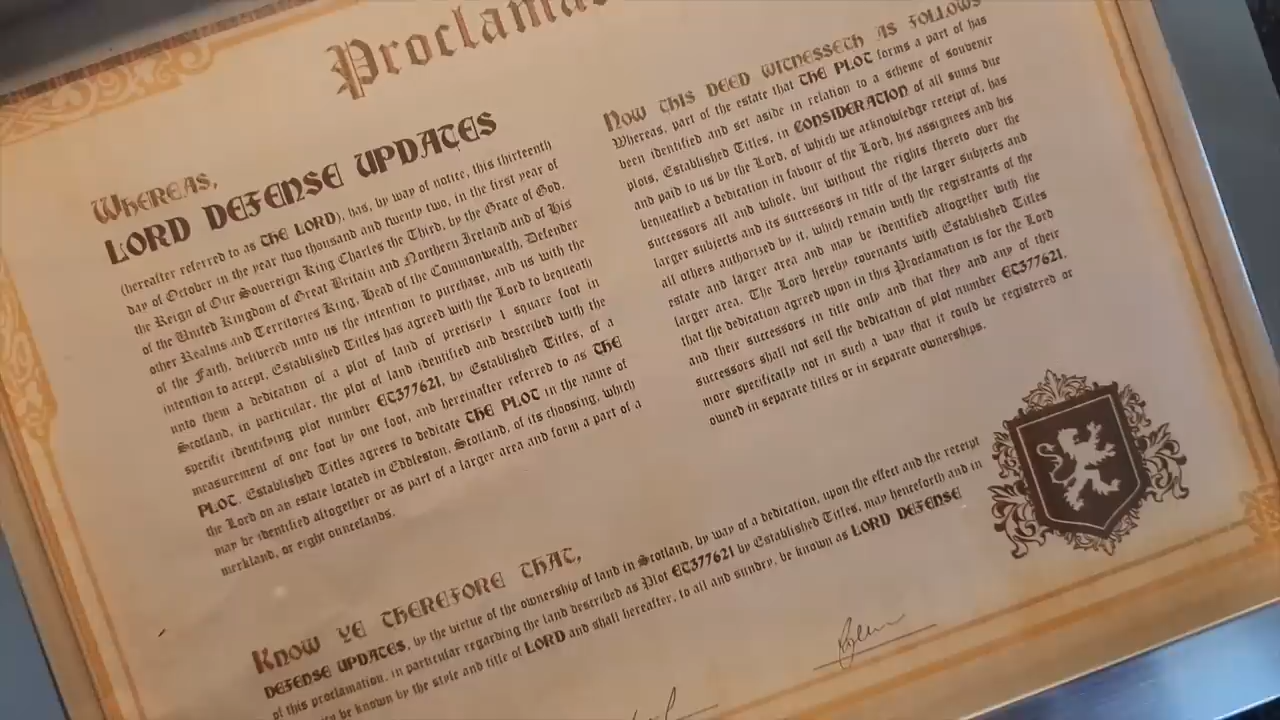 WHEREAS,
LORD DEFENSE UPDATES
(hereafter referred to as THE LORD), has, by way of notice, this thirteenth
day of October in the year two thousand and twenty two, in the first year of
the Reign of Our Sovereign King Charles the Third, by the Grace of God,
of the United Kingdom of Great Britain and Northern Ireland and of His
other Realms and Territories King, Head of the Commonwealth, Defender
of the Faith, delivered unto us the intention to purchase, and us with the
intention to accept, Established Titles has agreed with the Lord to bequeath
unto them a dedication of a plot of land of precisely 1 square foot in
Scotland, in particular, the plot of land identified and described with the
specific identifying plot number ET377621, by Established Titles, of a
measurement of one foot by one foot, and hereinafter referred to as THE
PLOT. Established Titles agrees to dedicate THE PLOT in the name of
the Lord on an estate located in Eddleston, Scotland, of its choosing, which
may be identified altogether or as part of a larger area and form a part of a
merkland, or eight ouncelands.
NOW THIS DEED WITNESSETH AS FOLLOWS
Whereas, part of the estate that THE PLOT forms a part of has
been identified and set aside in relation to a scheme of souvenir
plots, Established Titles, in CONSIDERATION of all sums due
and paid to us by the Lord, of which we acknowledge receipt of, has
bequeathed a dedication in favour of the Lord, his assignees and his
successors all and whole, but without the rights thereto over the
larger subjects and its successors in title of the larger subjects and
all others authorized by it, which remain with the registrants of the
estate and larger area and may be identified altogether with the
larger area. The Lord hereby covenants with Established Titles
that the dedication agreed upon in this Proclamation is for the Lord
and their successors in title only and that they and any of their
successors shall not sell the dedication of plot number ET377621,
more specifically not in such a way that it could be registered or
owned in separate titles or in separate ownerships.
KNOW YE THEREFORE THAT,
DEFENSE UPDATES, by the virtue of the ownership of land in Scotland, by way of a dedication, upon the effect and the receipt
of this proclamation, in particular regarding the land described as Plot ET377621 by Established Titles, may henceforth and in
be known by the style and title of LORD and shall hereafter, to all and sundry, be known as LORD DEFENSE